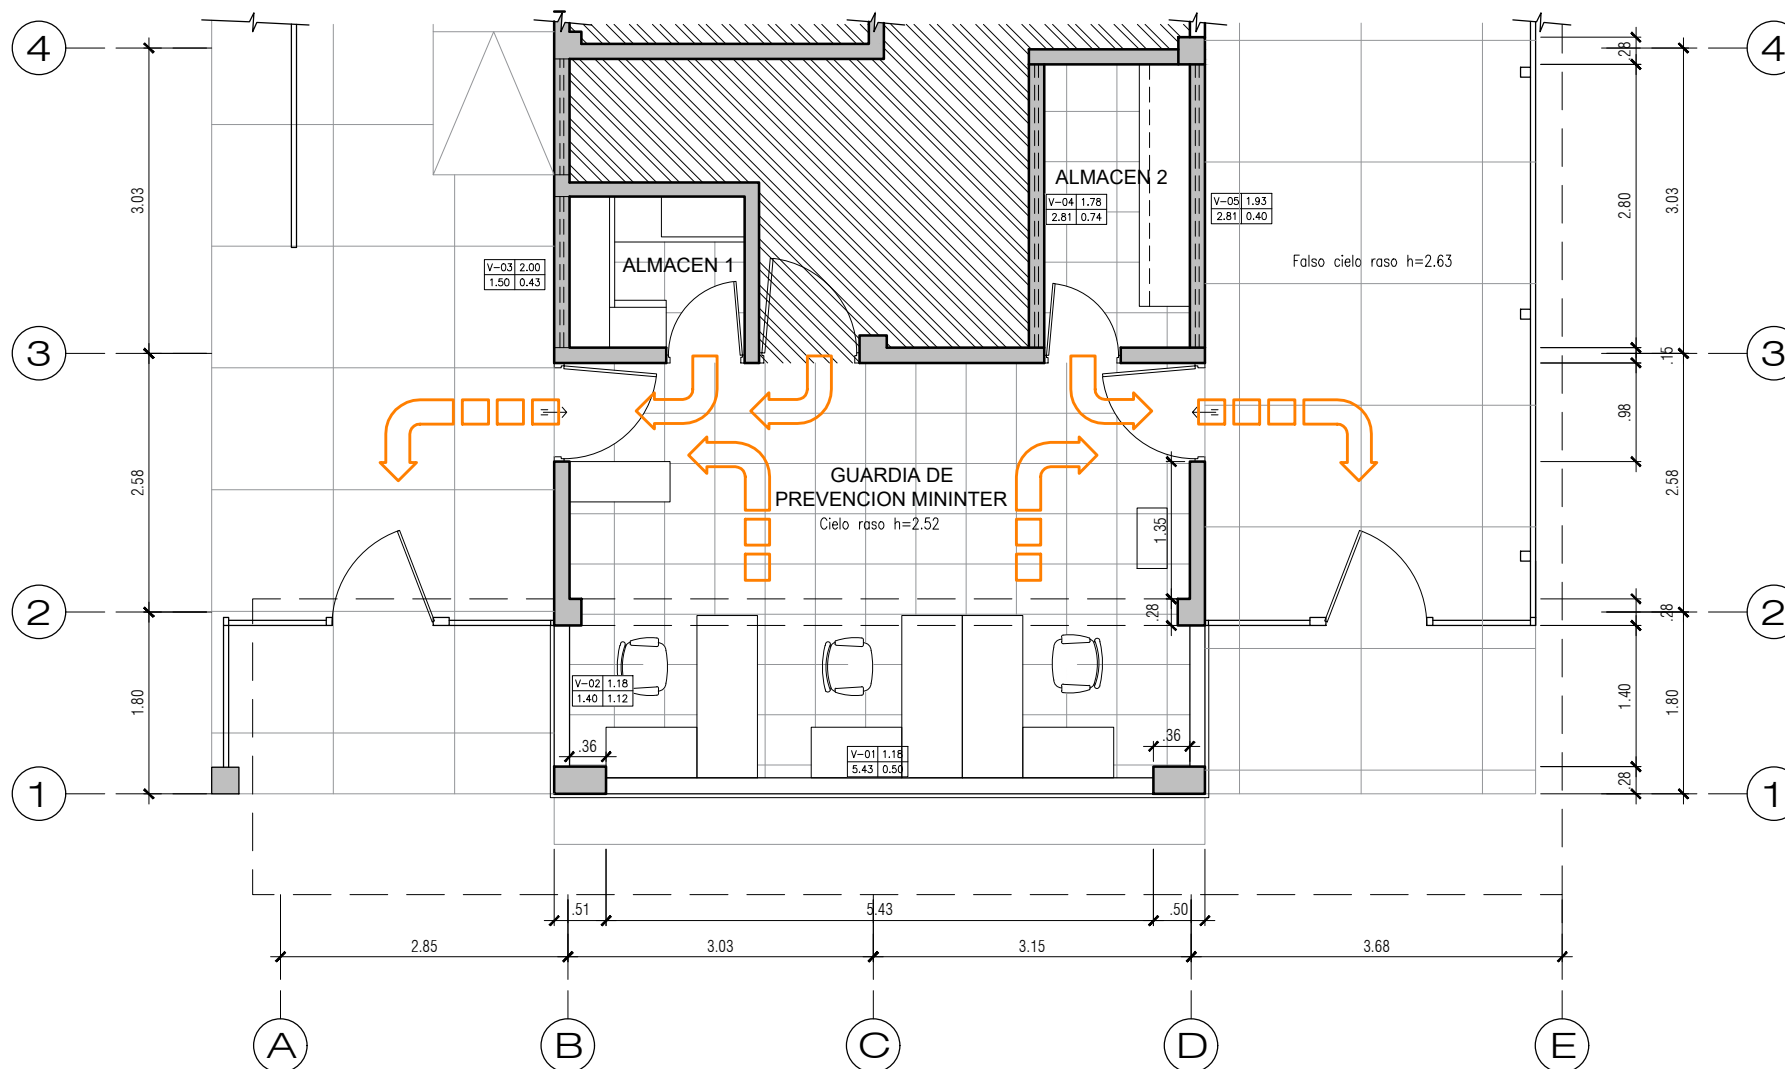 4
4
.28
3.03
2.80
3.03
ALMACEN 2
V-04 1.78
2.81 0.74
V-05 1.93
2.81 0.40
ALMACEN 1
V-03 2.00
1.50 0.43
Falso cielo raso h=2.63
3
3
.15
.98
2.58
2.58
GUARDIA DE
PREVENCION MININTER
Cielo raso h=2.52
1.35
2
2
.28
.28
V-02 1.18
1.40 1.12
1.80
1.40
1.80
.36
.36
V-01 1.18
5.43 0.50
1
1
.28
.51
5.43
.50
2.85
3.03
3.15
3.68
A
B
C
D
E